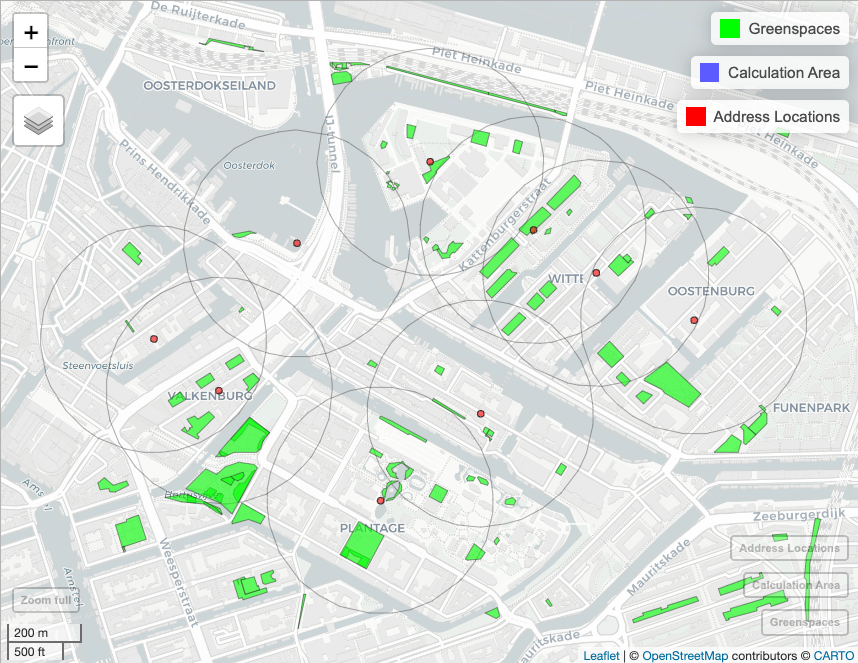 De Ruijterkade
+
−
Piet Heinkade
Greenspaces
OOSTERDOKSEILAND
Calculation Area
Piet Heinkade
Address Locations
IJ-tunnel
Prins Hendrikkade
Oosterdok
Kattenburgerstraat
WITTE
OOSTENBURG
Steenvoetsluis
VALKENBURG
FUNENPARK
Zeeburgerdijk
PLANTAGE
Weesperstraat
Mauritskade
Address Locations
Calculation Area
Zoom full
Greenspaces
200 m
500 ft
Leaflet | © OpenStreetMap contributors © CARTO